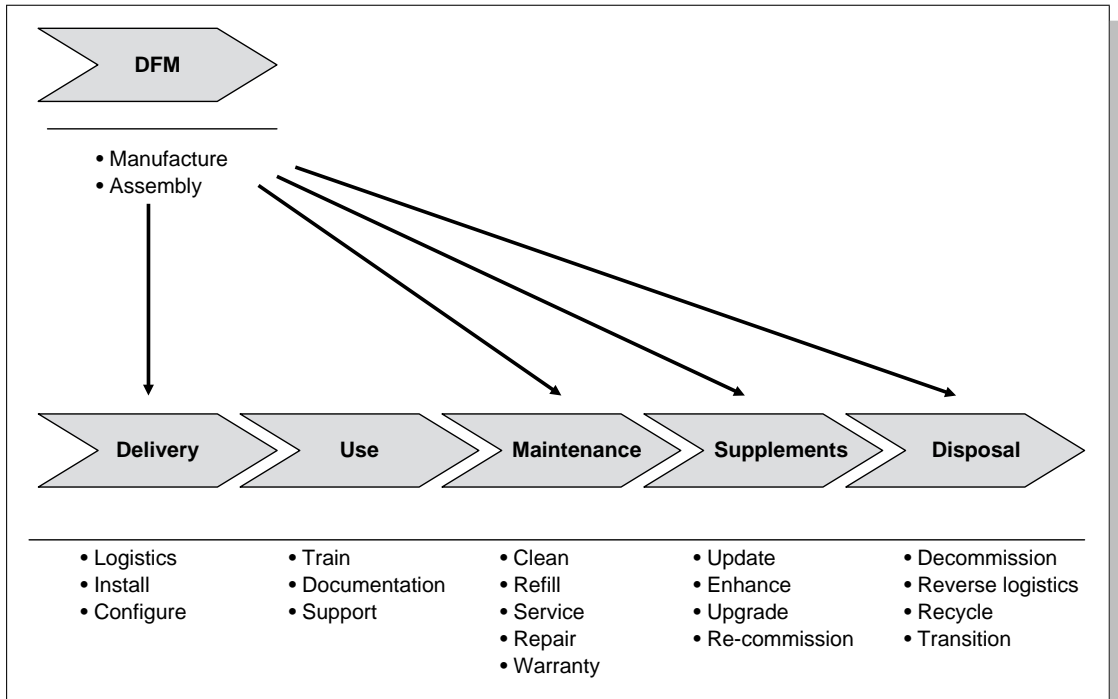 DFM
• Manufacture
• Assembly
Delivery
Use
Maintenance
Supplements
Disposal
• Logistics
• Install
• Configure
• Train
• Documentation
• Support
• Clean
• Refill
• Service
• Repair
• Warranty
• Update
• Enhance
• Upgrade
• Re-commission
• Decommission
• Reverse logistics
• Recycle
• Transition